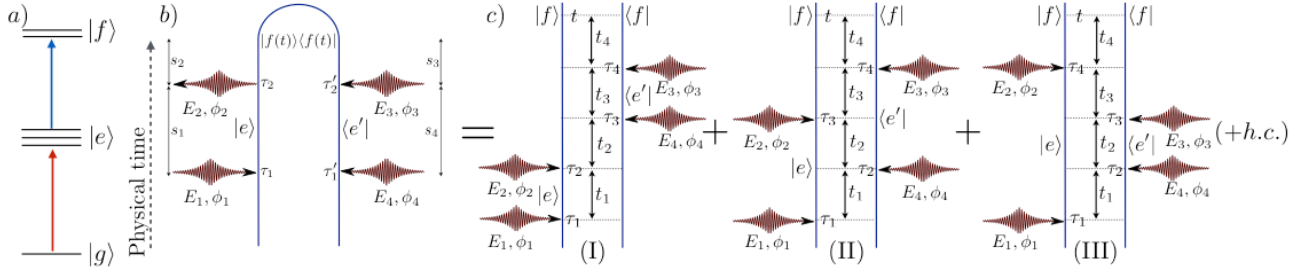 a)
|f⟩
|e⟩
|g⟩
Physical time
b)
|f(t)⟩⟨f(t)|
s₂
s₃
τ₂
τ₂′
E₂, ϕ₂
E₃, ϕ₃
s₁
|e⟩
⟨e′|
s₄
τ₁
τ₁′
E₁, ϕ₁
E₄, ϕ₄
=
c)
|f⟩ t ⟨f|
t₄
τ₄
E₃, ϕ₃
t₃
⟨e′|
τ₃
E₄, ϕ₄
t₂
τ₂
E₂, ϕ₂
|e⟩
t₁
τ₁
E₁, ϕ₁
(I)
+
|f⟩ t ⟨f|
t₄
τ₄
E₃, ϕ₃
t₃
τ₃
⟨e′|
E₂, ϕ₂
t₂
|e⟩
τ₂
E₄, ϕ₄
t₁
τ₁
E₁, ϕ₁
(II)
+
|f⟩ t ⟨f|
t₄
τ₄
E₂, ϕ₂
t₃
τ₃
E₃, ϕ₃
(+h.c.)
|e⟩
t₂
⟨e′|
τ₂
E₄, ϕ₄
t₁
τ₁
E₁, ϕ₁
(III)